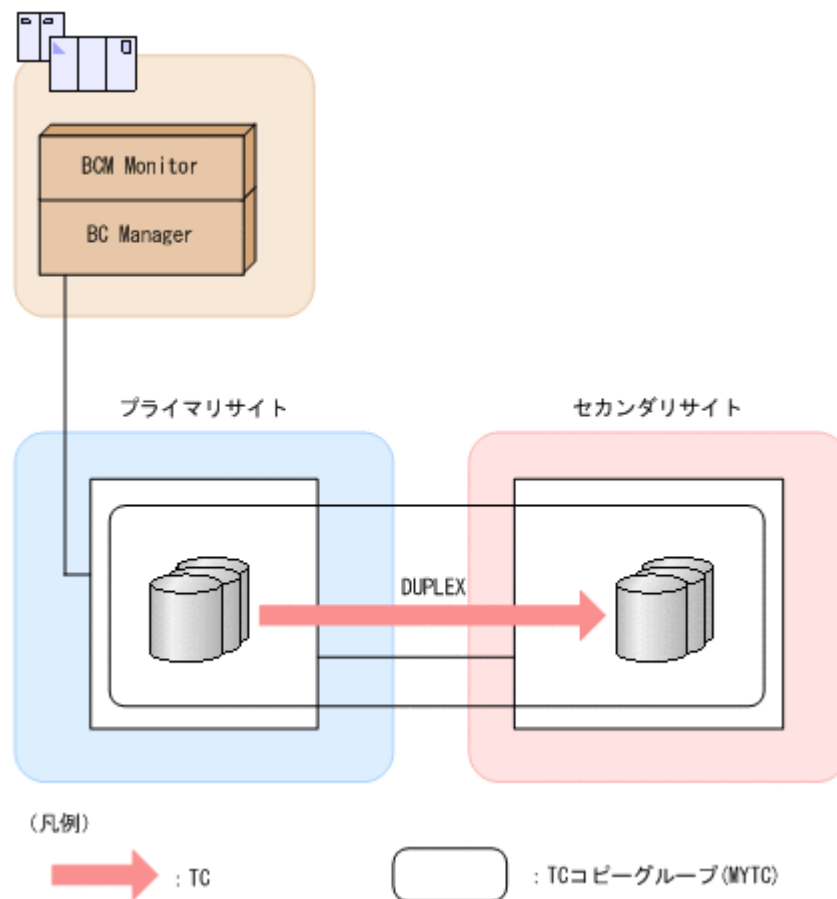 BCM Monitor
BC Manager
プライマリサイト
セカンダリサイト
DUPLEX
(凡例)
: TC
: TCコピーグループ(MYTC)